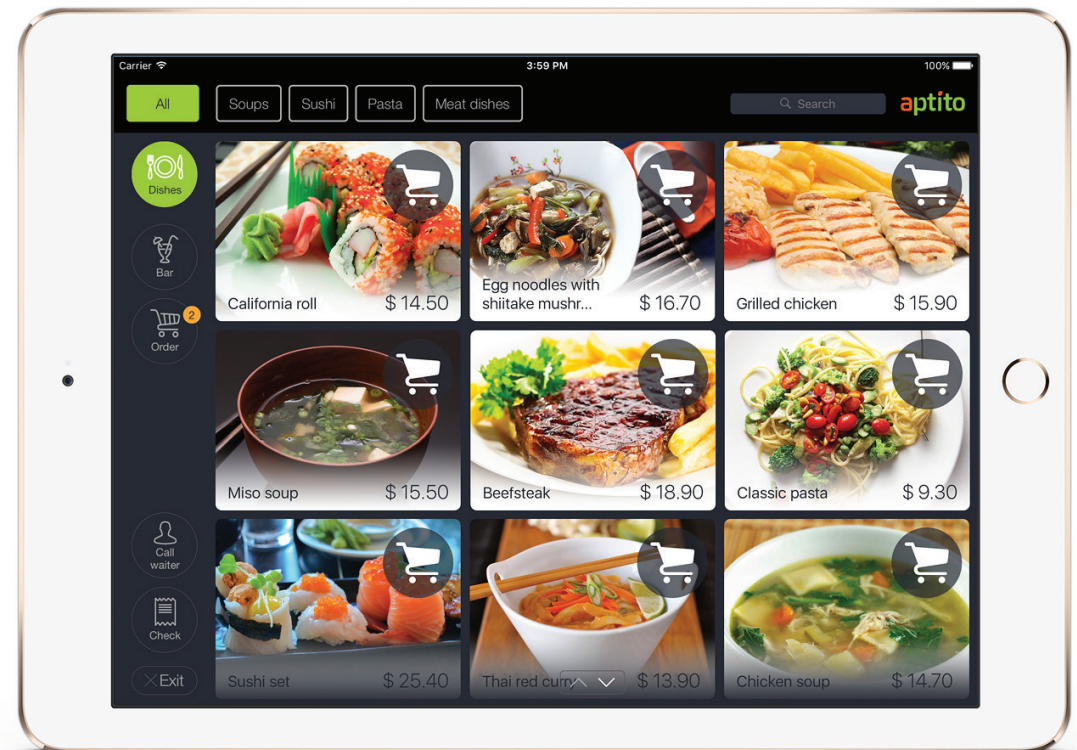 Carrier
3:59 PM
100%
All
Soups
Sushi
Pasta
Meat dishes
Search
aptito
Dishes
Bar
2
Order
Call
waiter
Check
Exit
California roll
$ 14.50
Egg noodles with
shiitake mushr...
$ 16.70
Grilled chicken
$ 15.90
Miso soup
$ 15.50
Beefsteak
$ 18.90
Classic pasta
$ 9.30
Sushi set
$ 25.40
Thai red curry
$ 13.90
Chicken soup
$ 14.70